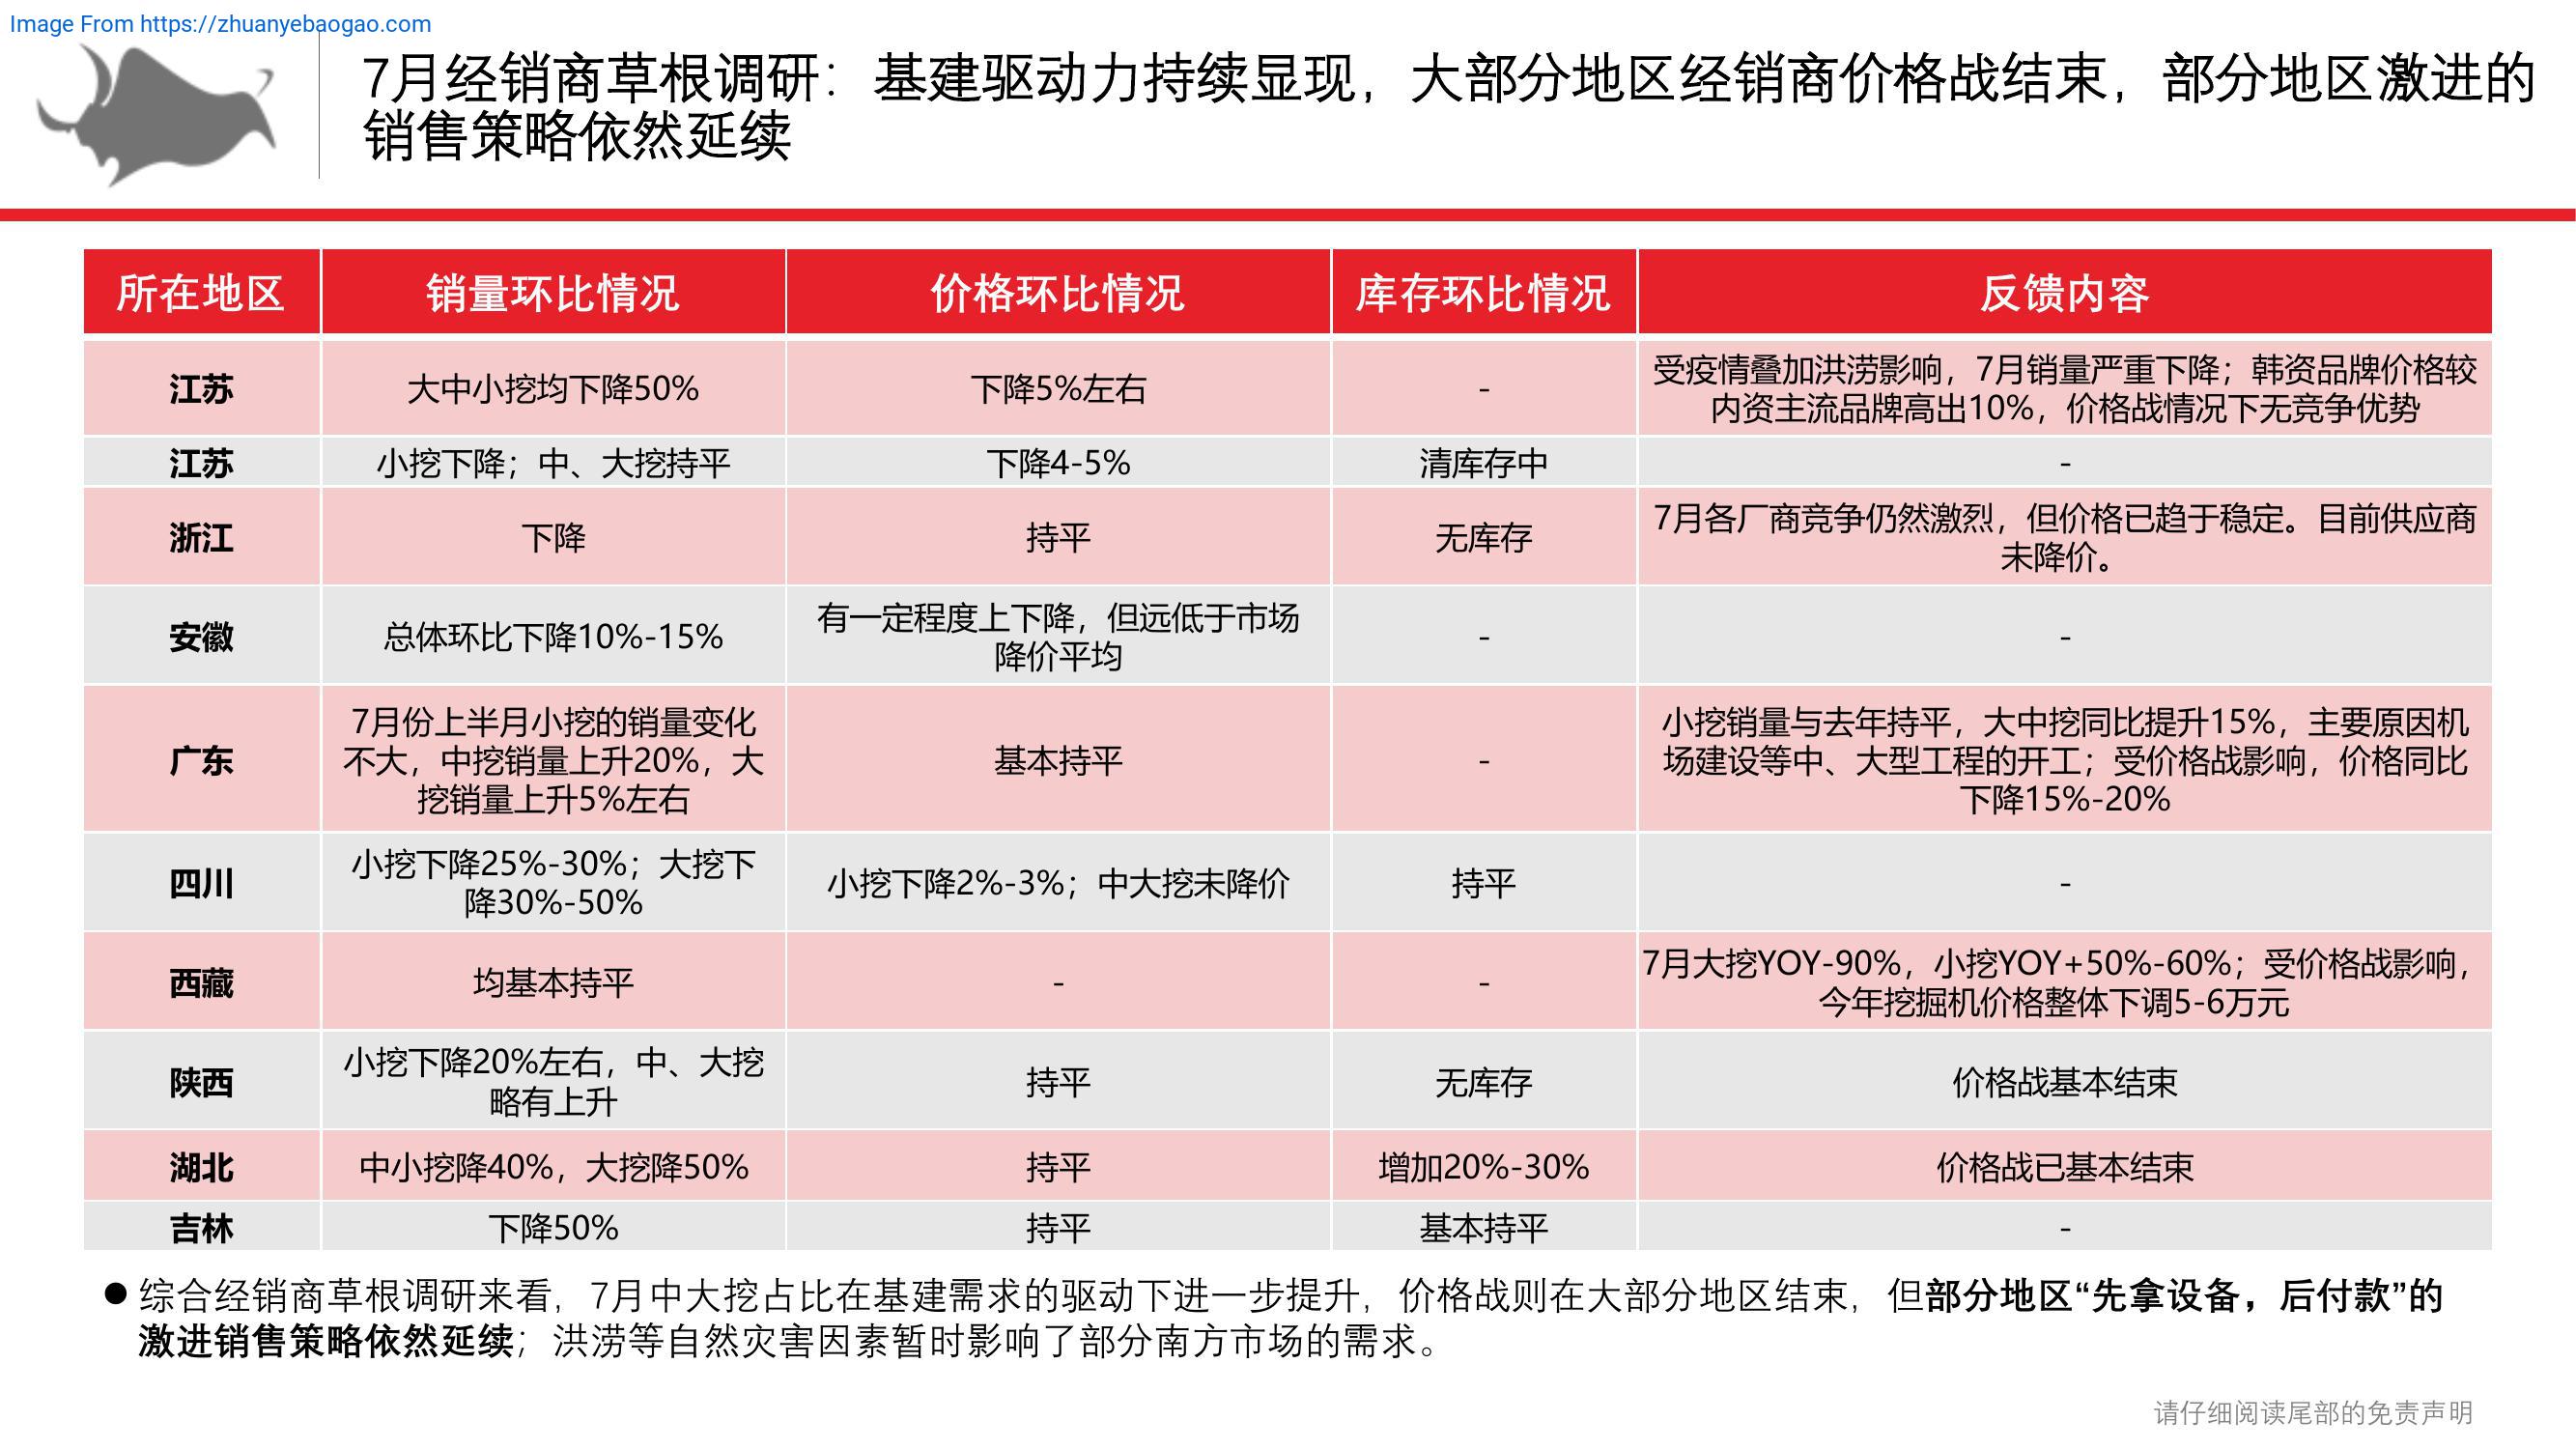 Image From https://zhuanyebaogao.com
7月经销商草根调研：基建驱动力持续显现，大部分地区经销商价格战结束，部分地区激进的
销售策略依然延续
所在地区 销量环比情况 价格环比情况 库存环比情况 反馈内容
江苏 大中小挖均下降50% 下降5%左右 - 受疫情叠加洪涝影响，7月销量严重下降；韩资品牌价格较
内资主流品牌高出10%，价格战情况下无竞争优势
江苏 小挖下降；中、大挖持平 下降4-5% 清库存中 -
浙江 下降 持平 无库存 7月各厂商竞争仍然激烈，但价格已趋于稳定。目前供应商
未降价。
安徽 总体环比下降10%-15% 有一定程度上下降，但远低于市场
降价平均 - -
广东 7月份上半月小挖的销量变化
不大，中挖销量上升20%，大
挖销量上升5%左右 基本持平 - 小挖销量与去年持平，大中挖同比提升15%，主要原因机
场建设等中、大型工程的开工；受价格战影响，价格同比
下降15%-20%
四川 小挖下降25%-30%；大挖下
降30%-50% 小挖下降2%-3%；中大挖未降价 持平 -
西藏 均基本持平 - - 7月大挖YOY-90%，小挖YOY+50%-60%；受价格战影响，
今年挖掘机价格整体下调5-6万元
陕西 小挖下降20%左右，中、大挖
略有上升 持平 无库存 价格战基本结束
湖北 中小挖降40%，大挖降50% 持平 增加20%-30% 价格战已基本结束
吉林 下降50% 持平 基本持平 -
● 综合经销商草根调研来看，7月中大挖占比在基建需求的驱动下进一步提升，价格战则在大部分地区结束，但部分地区“先拿设备，后付款”的
激进销售策略依然延续；洪涝等自然灾害因素暂时影响了部分南方市场的需求。
请仔细阅读尾部的免责声明